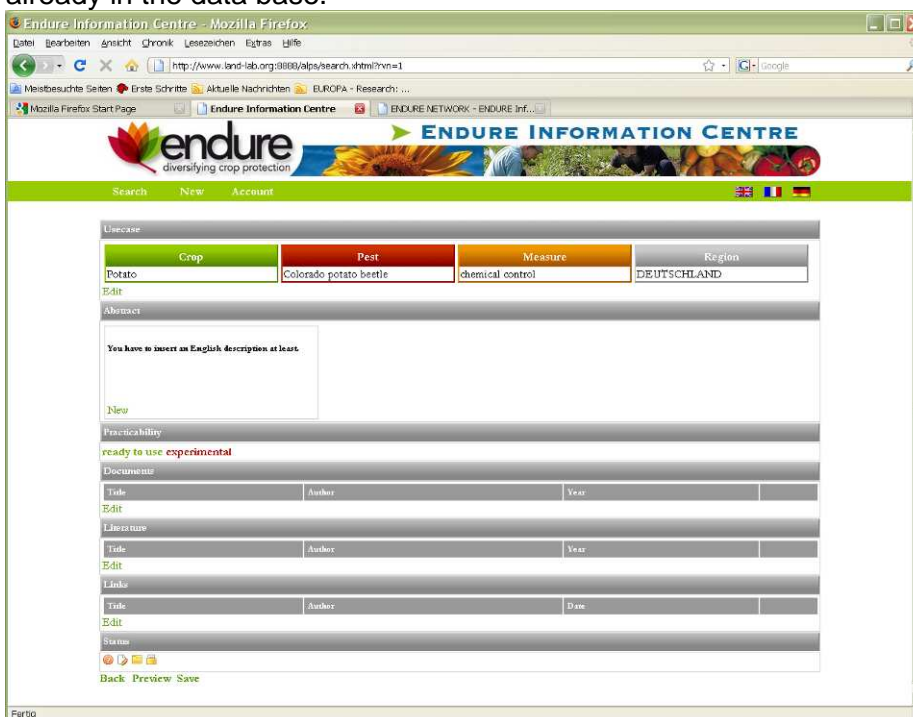 already in the data base.
Endure Information Centre - Mozilla Firefox
Datei Bearbeiten Ansicht Chronik Lesezeichen Extras Hilfe
http://www.land-lab.org:8888/alps/search.xhtml?rvn=1
Google
Meistbesuchte Seiten Erste Schritte Aktuelle Nachrichten EUROPA - Research: ...
Mozilla Firefox Start Page Endure Information Centre ENDURE NETWORK - ENDURE Inf...
endure
diversifying crop protection
ENDURE INFORMATION CENTRE
Search New Account
Usecase
Crop Pest Measure Region
Potato Colorado potato beetle chemical control DEUTSCHLAND
Edit
Abstract
You have to insert an English description at least.
New
Practicability
ready to use experimental
Documents
Title Author Year
Edit
Literature
Title Author Year
Edit
Links
Title Author Date
Edit
Status
Back Preview Save
Fertig